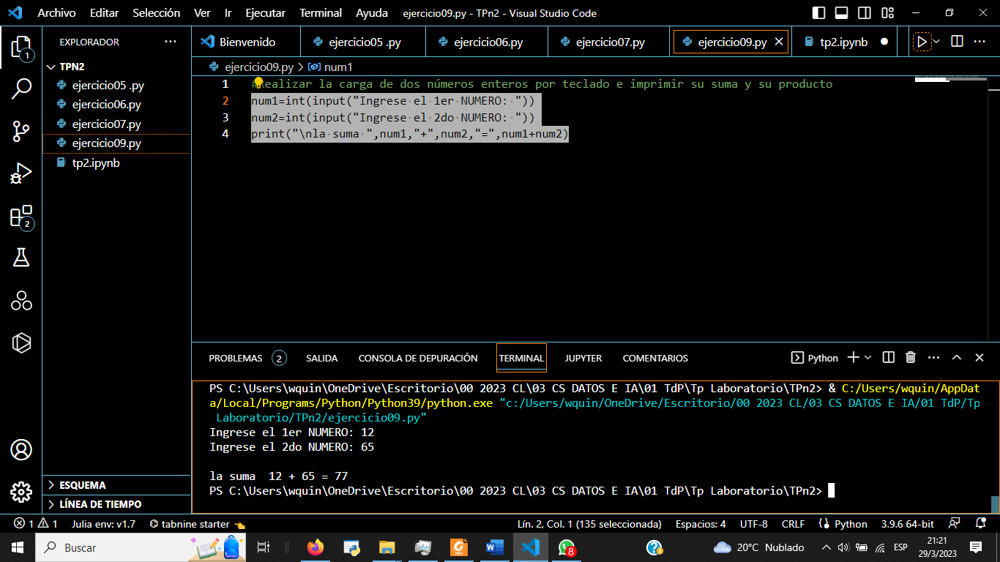 Archivo Editar Selección Ver Ir Ejecutar Terminal Ayuda ejercicio09.py - TPn2 - Visual Studio Code
EXPLORADOR
TPN2
ejercicio05 .py
ejercicio06.py
ejercicio07.py
ejercicio09.py
tp2.ipynb
ESQUEMA
LÍNEA DE TIEMPO
1
2
Bienvenido ejercicio05 .py ejercicio06.py ejercicio07.py ejercicio09.py tp2.ipynb
ejercicio09.py > num1
1 #Realizar la carga de dos números enteros por teclado e imprimir su suma y su producto
2 num1=int(input("Ingrese el 1er NUMERO: "))
3 num2=int(input("Ingrese el 2do NUMERO: "))
4 print("\nla suma ",num1,"+",num2,"=",num1+num2)
PROBLEMAS 2 SALIDA CONSOLA DE DEPURACIÓN TERMINAL JUPYTER COMENTARIOS Python
PS C:\Users\wquin\OneDrive\Escritorio\00 2023 CL\03 CS DATOS E IA\01 TdP\Tp Laboratorio\TPn2> & C:/Users/wquin/AppDat
a/Local/Programs/Python/Python39/python.exe "c:/Users/wquin/OneDrive/Escritorio/00 2023 CL/03 CS DATOS E IA/01 TdP/Tp
Laboratorio/TPn2/ejercicio09.py"
Ingrese el 1er NUMERO: 12
Ingrese el 2do NUMERO: 65
la suma  12 + 65 = 77
PS C:\Users\wquin\OneDrive\Escritorio\00 2023 CL\03 CS DATOS E IA\01 TdP\Tp Laboratorio\TPn2>
1 1 Julia env: v1.7 tabnine starter Lín. 2, Col. 1 (135 seleccionada) Espacios: 4 UTF-8 CRLF Python 3.9.6 64-bit
Buscar 8 20°C Nublado ESP 21:21
29/3/2023